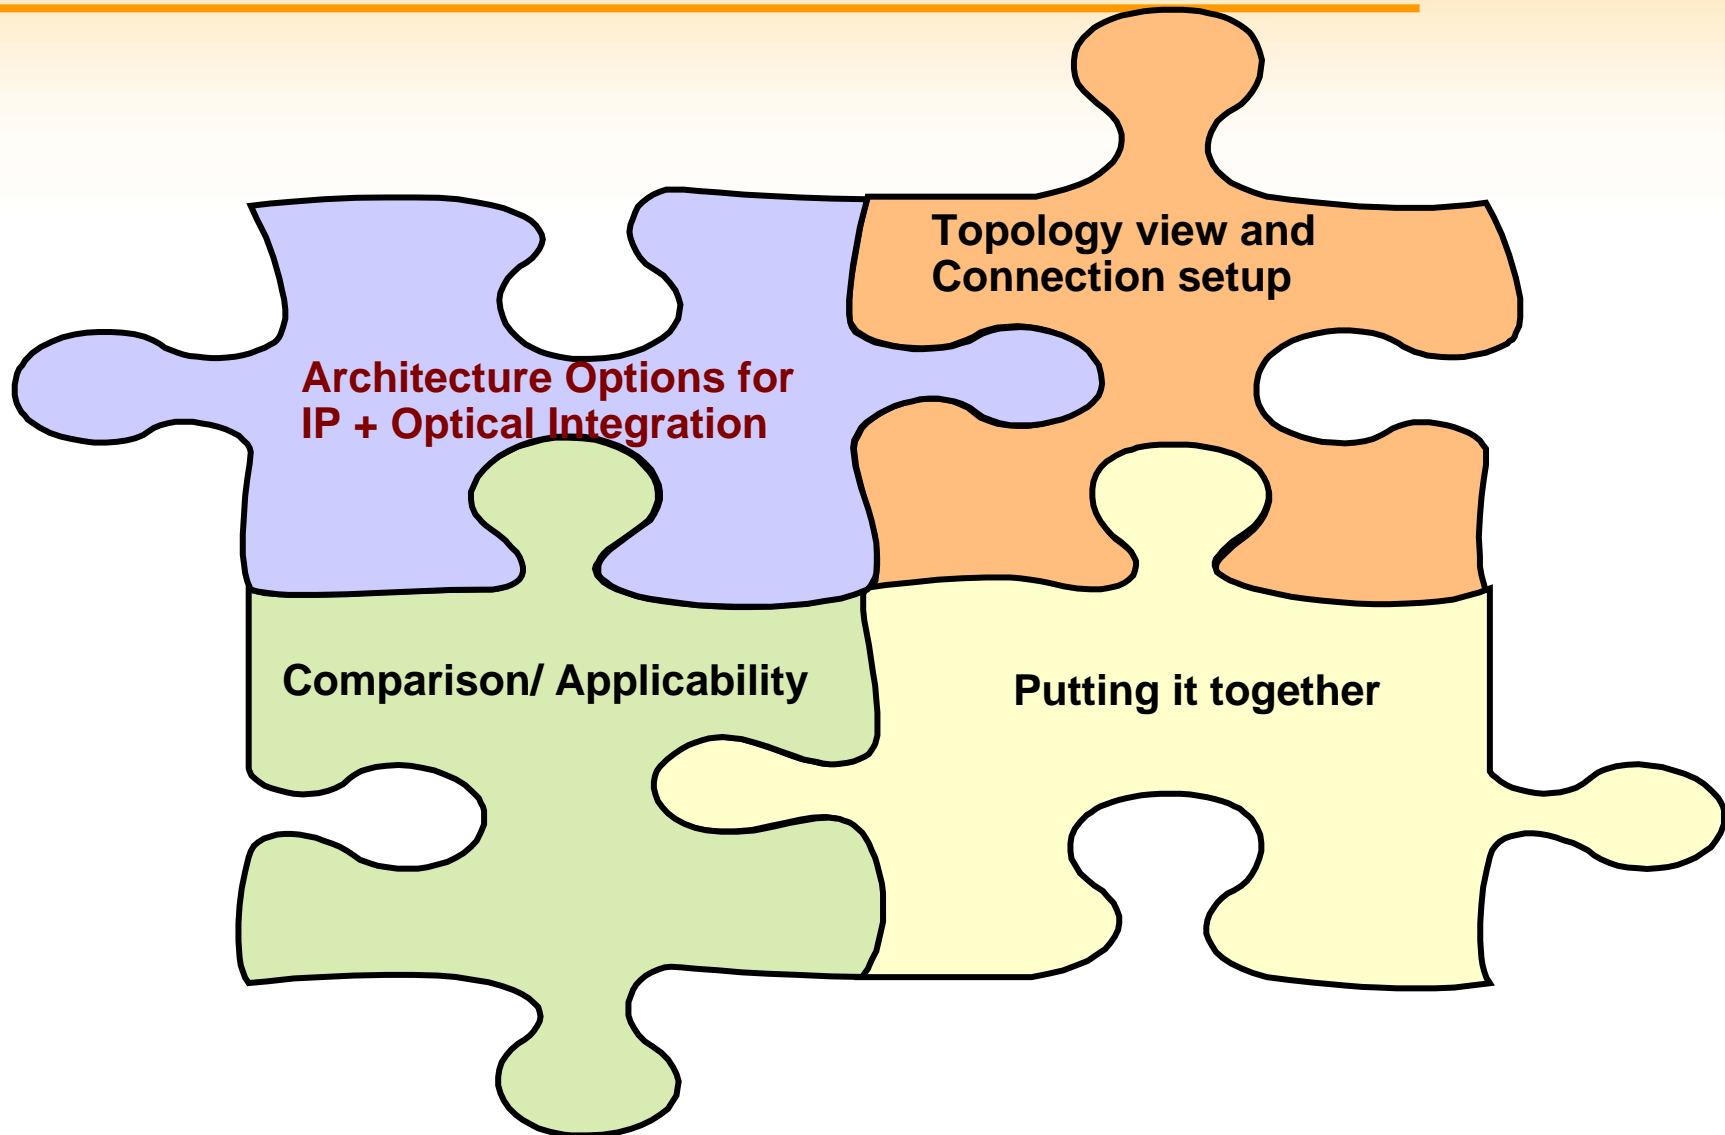 Topology view and
Connection setup
Architecture Options for
IP + Optical Integration
Comparison/ Applicability
Putting it together